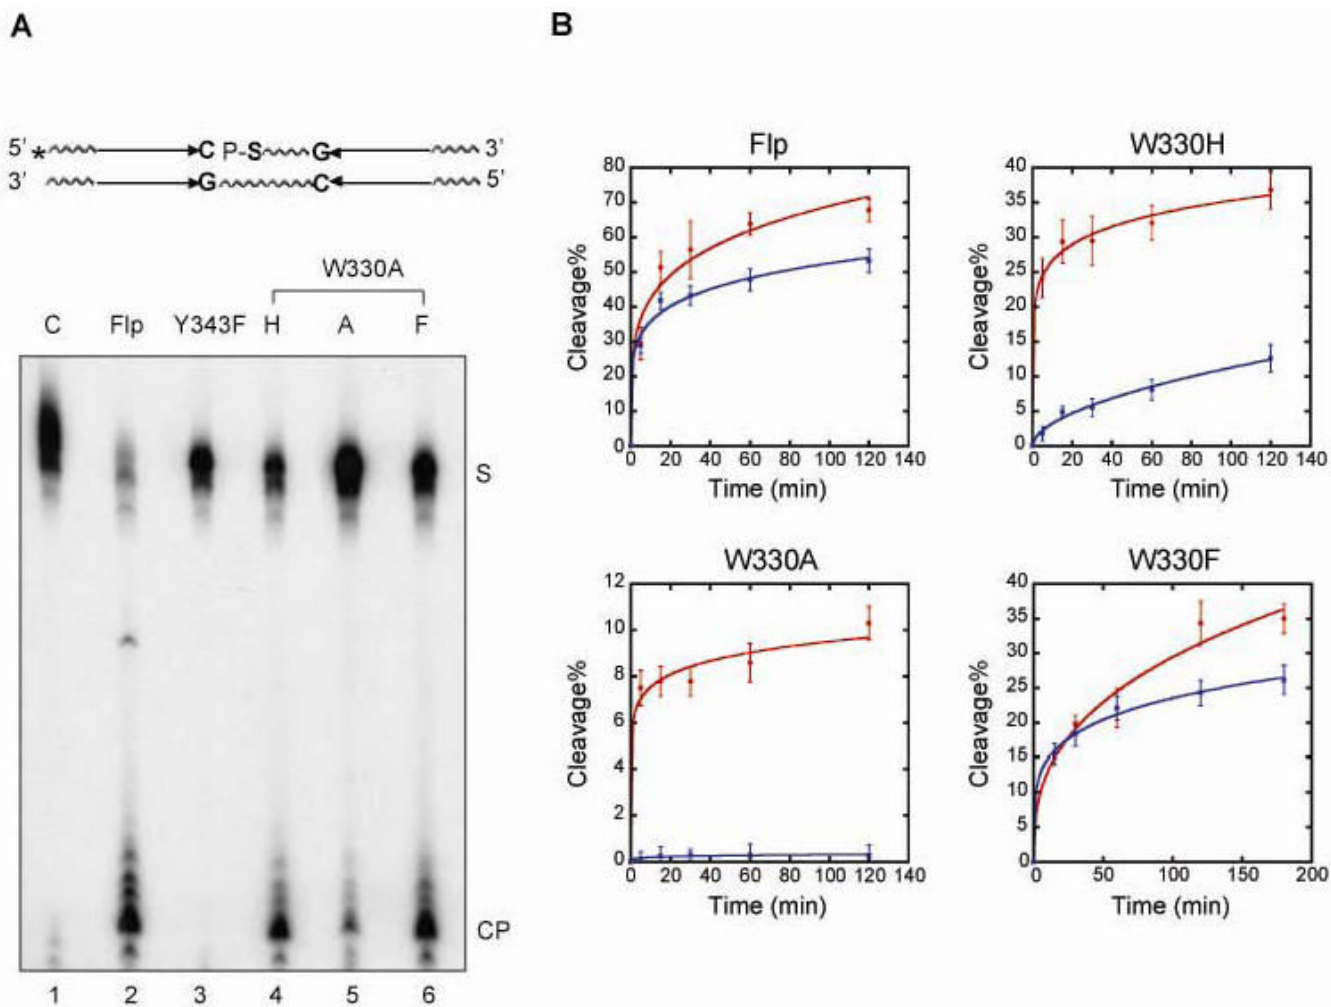 A
B
5' * C P-S G 3'
3' G C 5'
W330A
C Flp Y343F H A F
S
CP
1 2 3 4 5 6
Flp
80
70
60
50
40
30
20
10
0
Cleavage%
0 20 40 60 80 100 120 140
Time (min)
W330H
40
35
30
25
20
15
10
5
0
Cleavage%
0 20 40 60 80 100 120 140
Time (min)
W330A
12
10
8
6
4
2
0
Cleavage%
0 20 40 60 80 100 120 140
Time (min)
W330F
40
35
30
25
20
15
10
5
0
Cleavage%
0 50 100 150 200
Time (min)